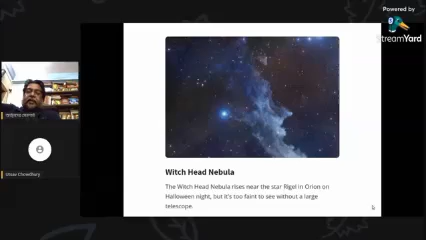 Powered by
StreamYard
Witch Head Nebula
The Witch Head Nebula rises near the star Rigel in Orion on
Halloween night, but it's too faint to see without a large
telescope.
Chowdhury